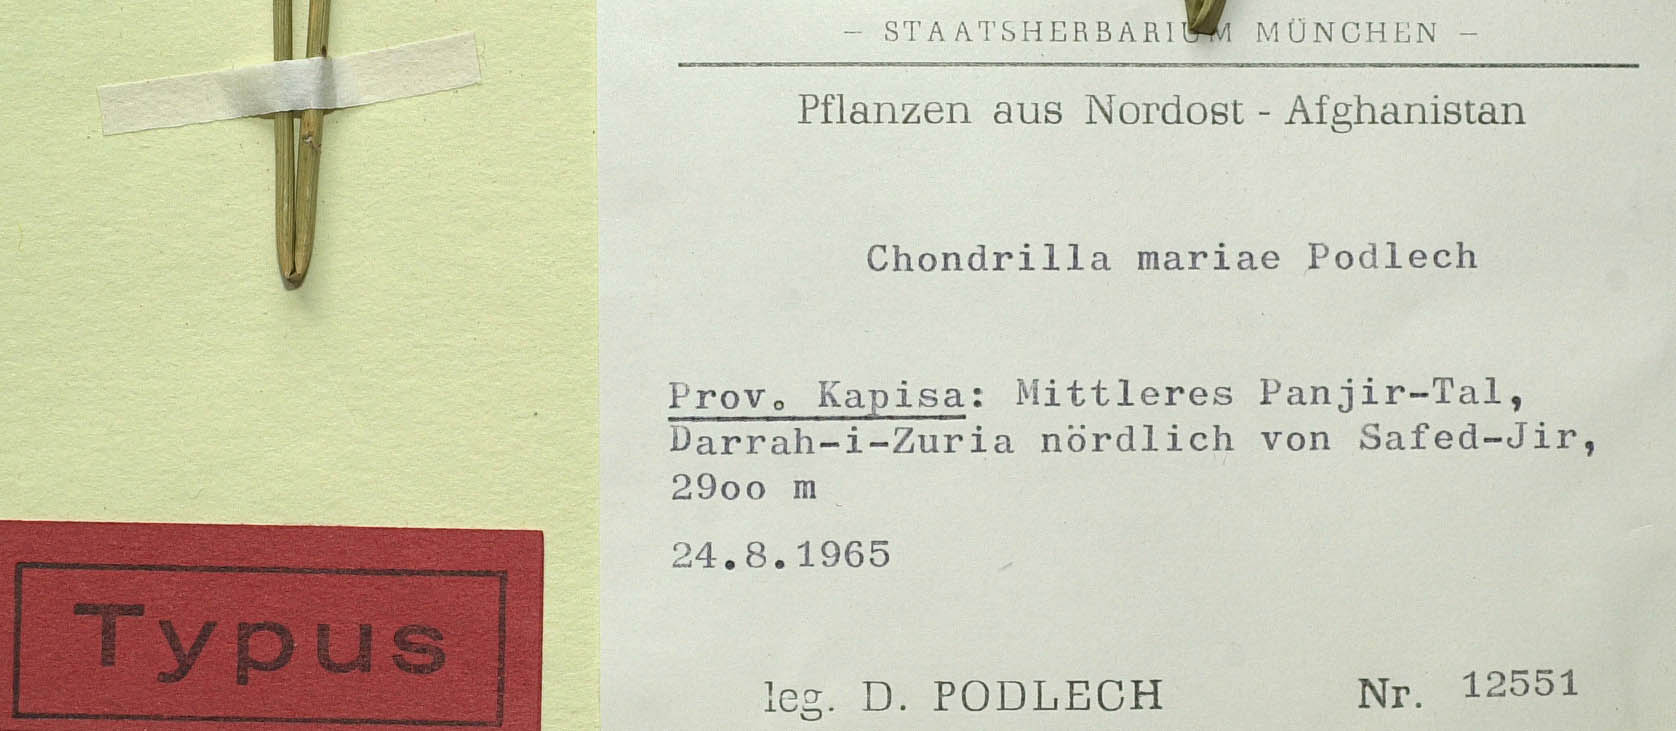 – STAATSHERBARIUM MÜNCHEN –
Pflanzen aus Nordost - Afghanistan
Chondrilla mariae Podlech
Prov. Kapisa: Mittleres Panjir-Tal,
Darrah-i-Zuria nördlich von Safed-Jir,
29oo m
24.8.1965
leg. D. PODLECH Nr. 12551
Typus